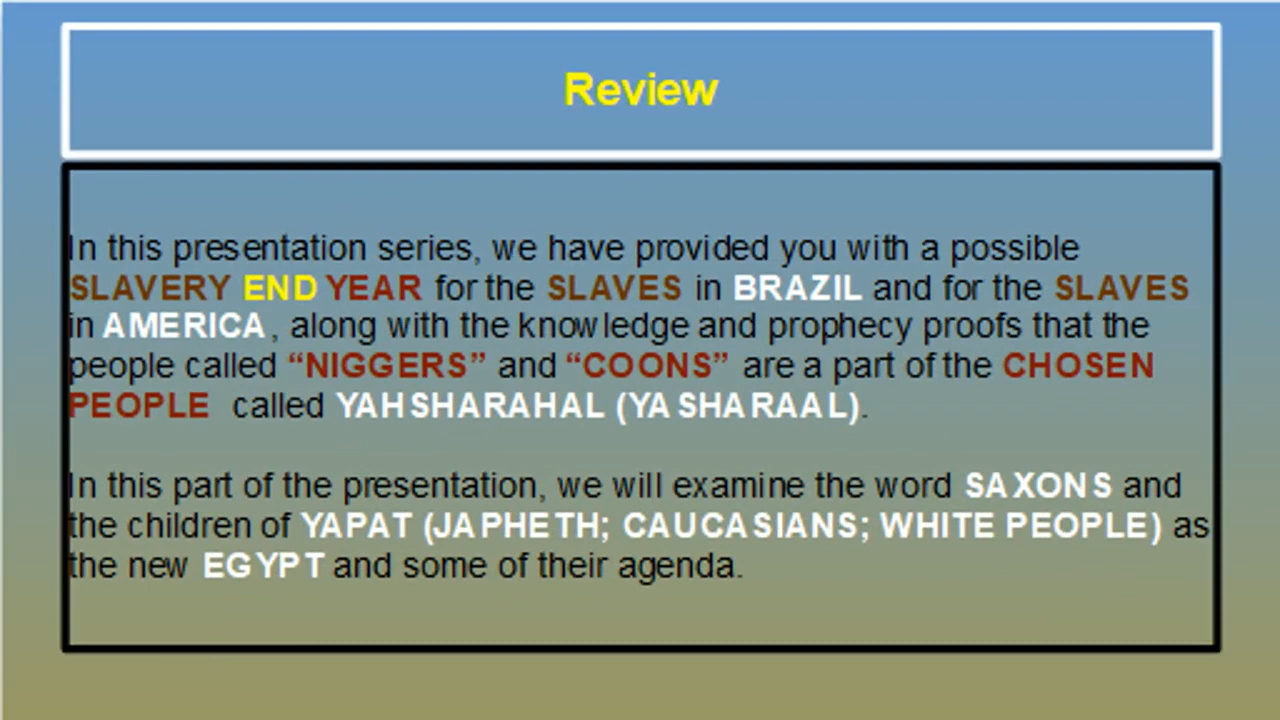 Review
In this presentation series, we have provided you with a possible
SLAVERY END YEAR for the SLAVES in BRAZIL and for the SLAVES
in AMERICA, along with the knowledge and prophecy proofs that the
people called “NIGGERS” and “COONS” are a part of the CHOSEN
PEOPLE called YAHSHARAHAL (YASHARAAL).
In this part of the presentation, we will examine the word SAXONS and
the children of YAPAT (JAPHETH; CAUCASIANS; WHITE PEOPLE) as
the new EGYPT and some of their agenda.